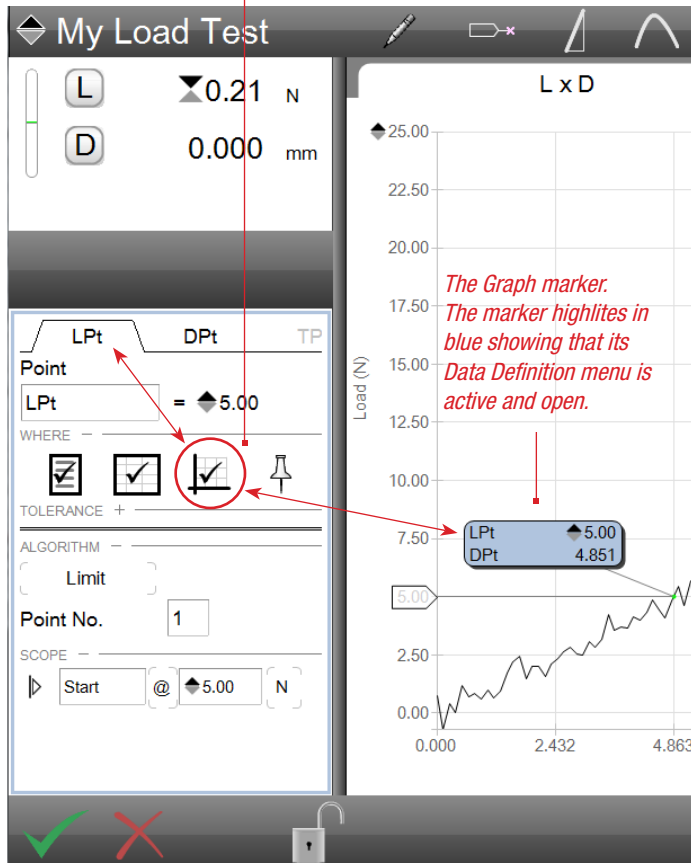 My Load Test
L 0.21 N
D 0.000 mm
LPt DPt TP
Point
LPt = 5.00
WHERE
TOLERANCE +
ALGORITHM
Limit
Point No. 1
SCOPE
Start @ 5.00 N
L x D
25.00
22.50
20.00
17.50
15.00
12.50
10.00
7.50
5.00
2.50
0.00
Load (N)
The Graph marker.
The marker highlites in
blue showing that its
Data Definition menu is
active and open.
LPt 5.00
DPt 4.851
0.000 2.432 4.863